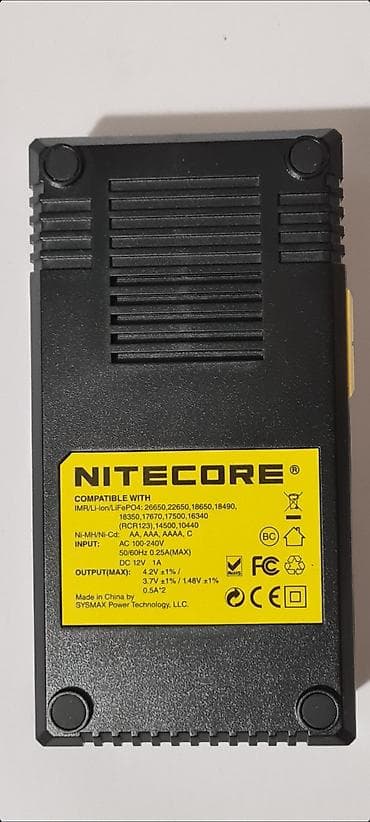 NITECORE®
COMPATIBLE WITH
IMR/Li-ion/LiFePO4: 26650,22650,18650,18490,
18350,17670,17500,16340
(RCR123),14500,10440
Ni-MH/Ni-Cd: AA, AAA, AAAA, C
INPUT: AC 100-240V
50/60Hz 0.25A(MAX)
DC 12V 1A
OUTPUT(MAX): 4.2V ±1% /
3.7V ±1% / 1.48V ±1%
0.5A*2
Made in China by
SYSMAX Power Technology, LLC.
BC
FC
CE